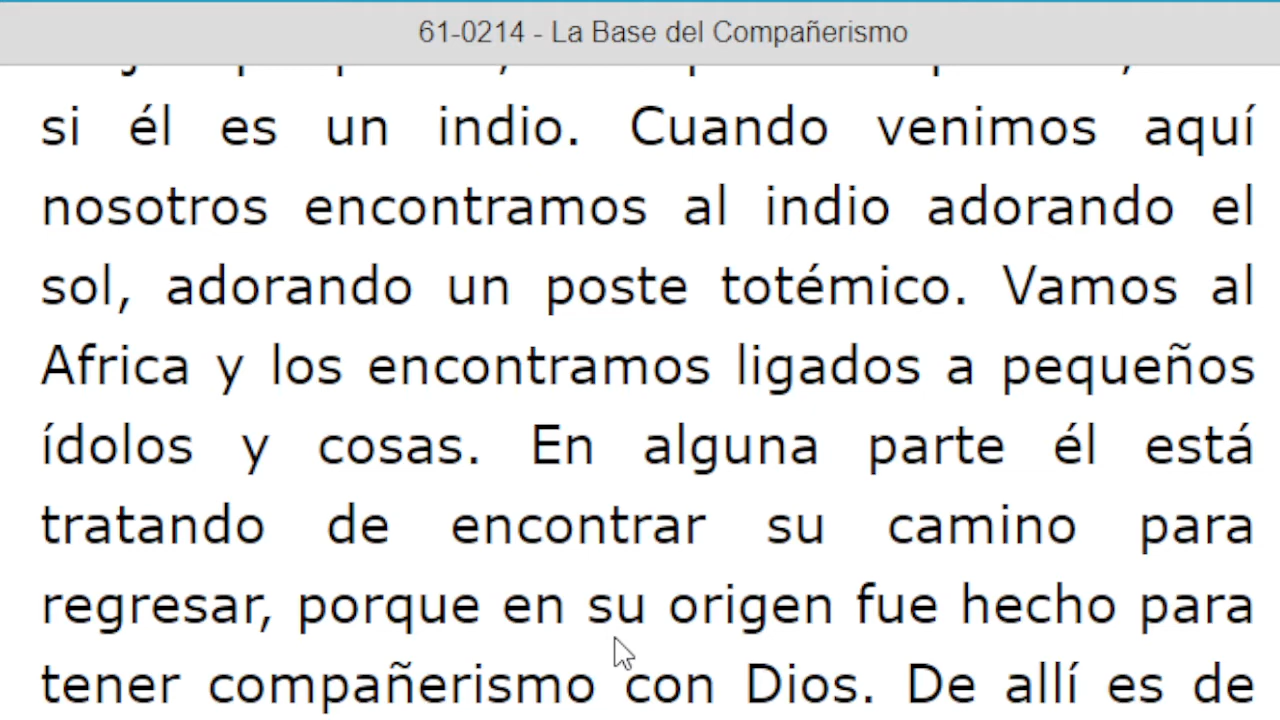 61-0214 - La Base del Compañerismo
si él es un indio. Cuando venimos aquí
nosotros encontramos al indio adorando el
sol, adorando un poste totémico. Vamos al
Africa y los encontramos ligados a pequeños
ídolos y cosas. En alguna parte él está
tratando de encontrar su camino para
regresar, porque en su origen fue hecho para
tener compañerismo con Dios. De allí es de